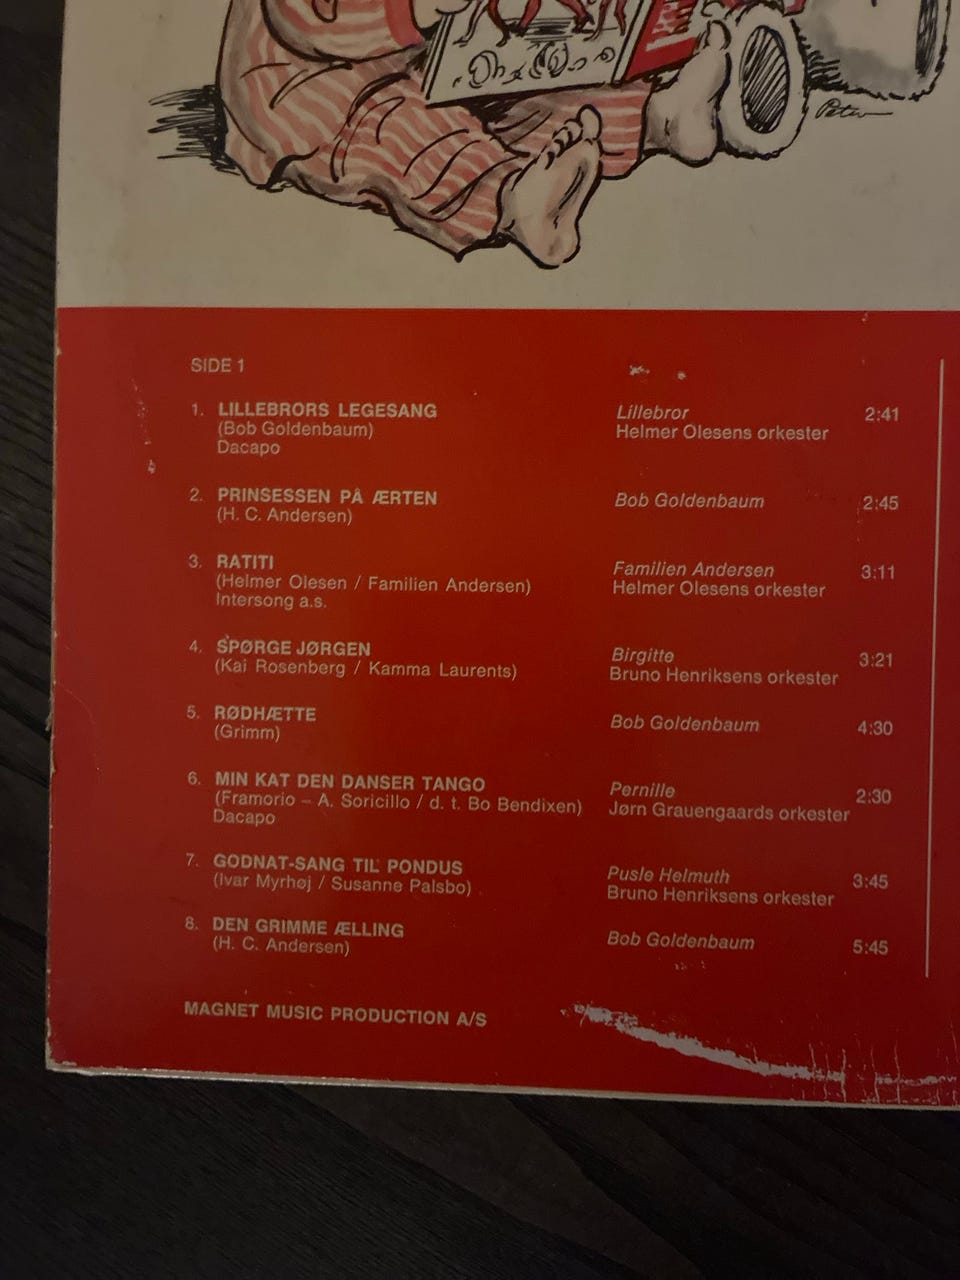 Peter
SIDE 1
1. LILLEBRORS LEGESANG Lillebror 2:41
(Bob Goldenbaum) Helmer Olesens orkester
Dacapo
2. PRINSESSEN PÅ ÆRTEN Bob Goldenbaum 2:45
(H. C. Andersen)
3. RATITI Familien Andersen 3:11
(Helmer Olesen / Familien Andersen) Helmer Olesens orkester
Intersong a.s.
4. SPØRGE JØRGEN Birgitte 3:21
(Kai Rosenberg / Kamma Laurents) Bruno Henriksens orkester
5. RØDHÆTTE Bob Goldenbaum 4:30
(Grimm)
6. MIN KAT DEN DANSER TANGO Pernille 2:30
(Framorio – A. Soricillo / d. t. Bo Bendixen) Jørn Grauengaards orkester
Dacapo
7. GODNAT-SANG TIL PONDUS Pusle Helmuth 3:45
(Ivar Myrhøj / Susanne Palsbo) Bruno Henriksens orkester
8. DEN GRIMME ÆLLING Bob Goldenbaum 5:45
(H. C. Andersen)
MAGNET MUSIC PRODUCTION A/S